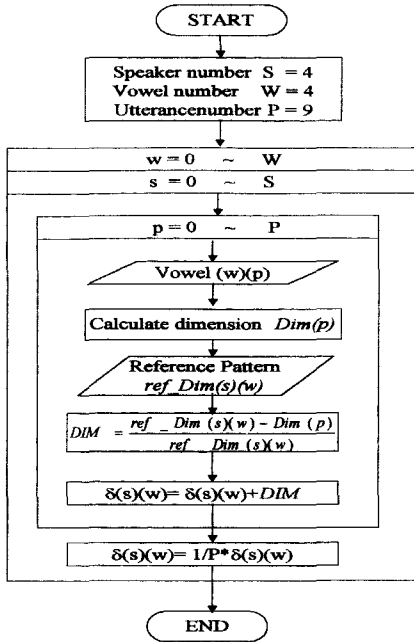 START
Speaker number S = 4
Vowel number W = 4
Utterancenumber P = 9
w = 0 ~ W
s = 0 ~ S
p = 0 ~ P
Vowel (w)(p)
Calculate dimension Dim(p)
Reference Pattern
ref_Dim(s)(w)
DIM = ref _ Dim (s)(w) − Dim (p)
ref _ Dim (s)(w)
δ(s)(w)= δ(s)(w)+DIM
δ(s)(w)= 1/P*δ(s)(w)
END